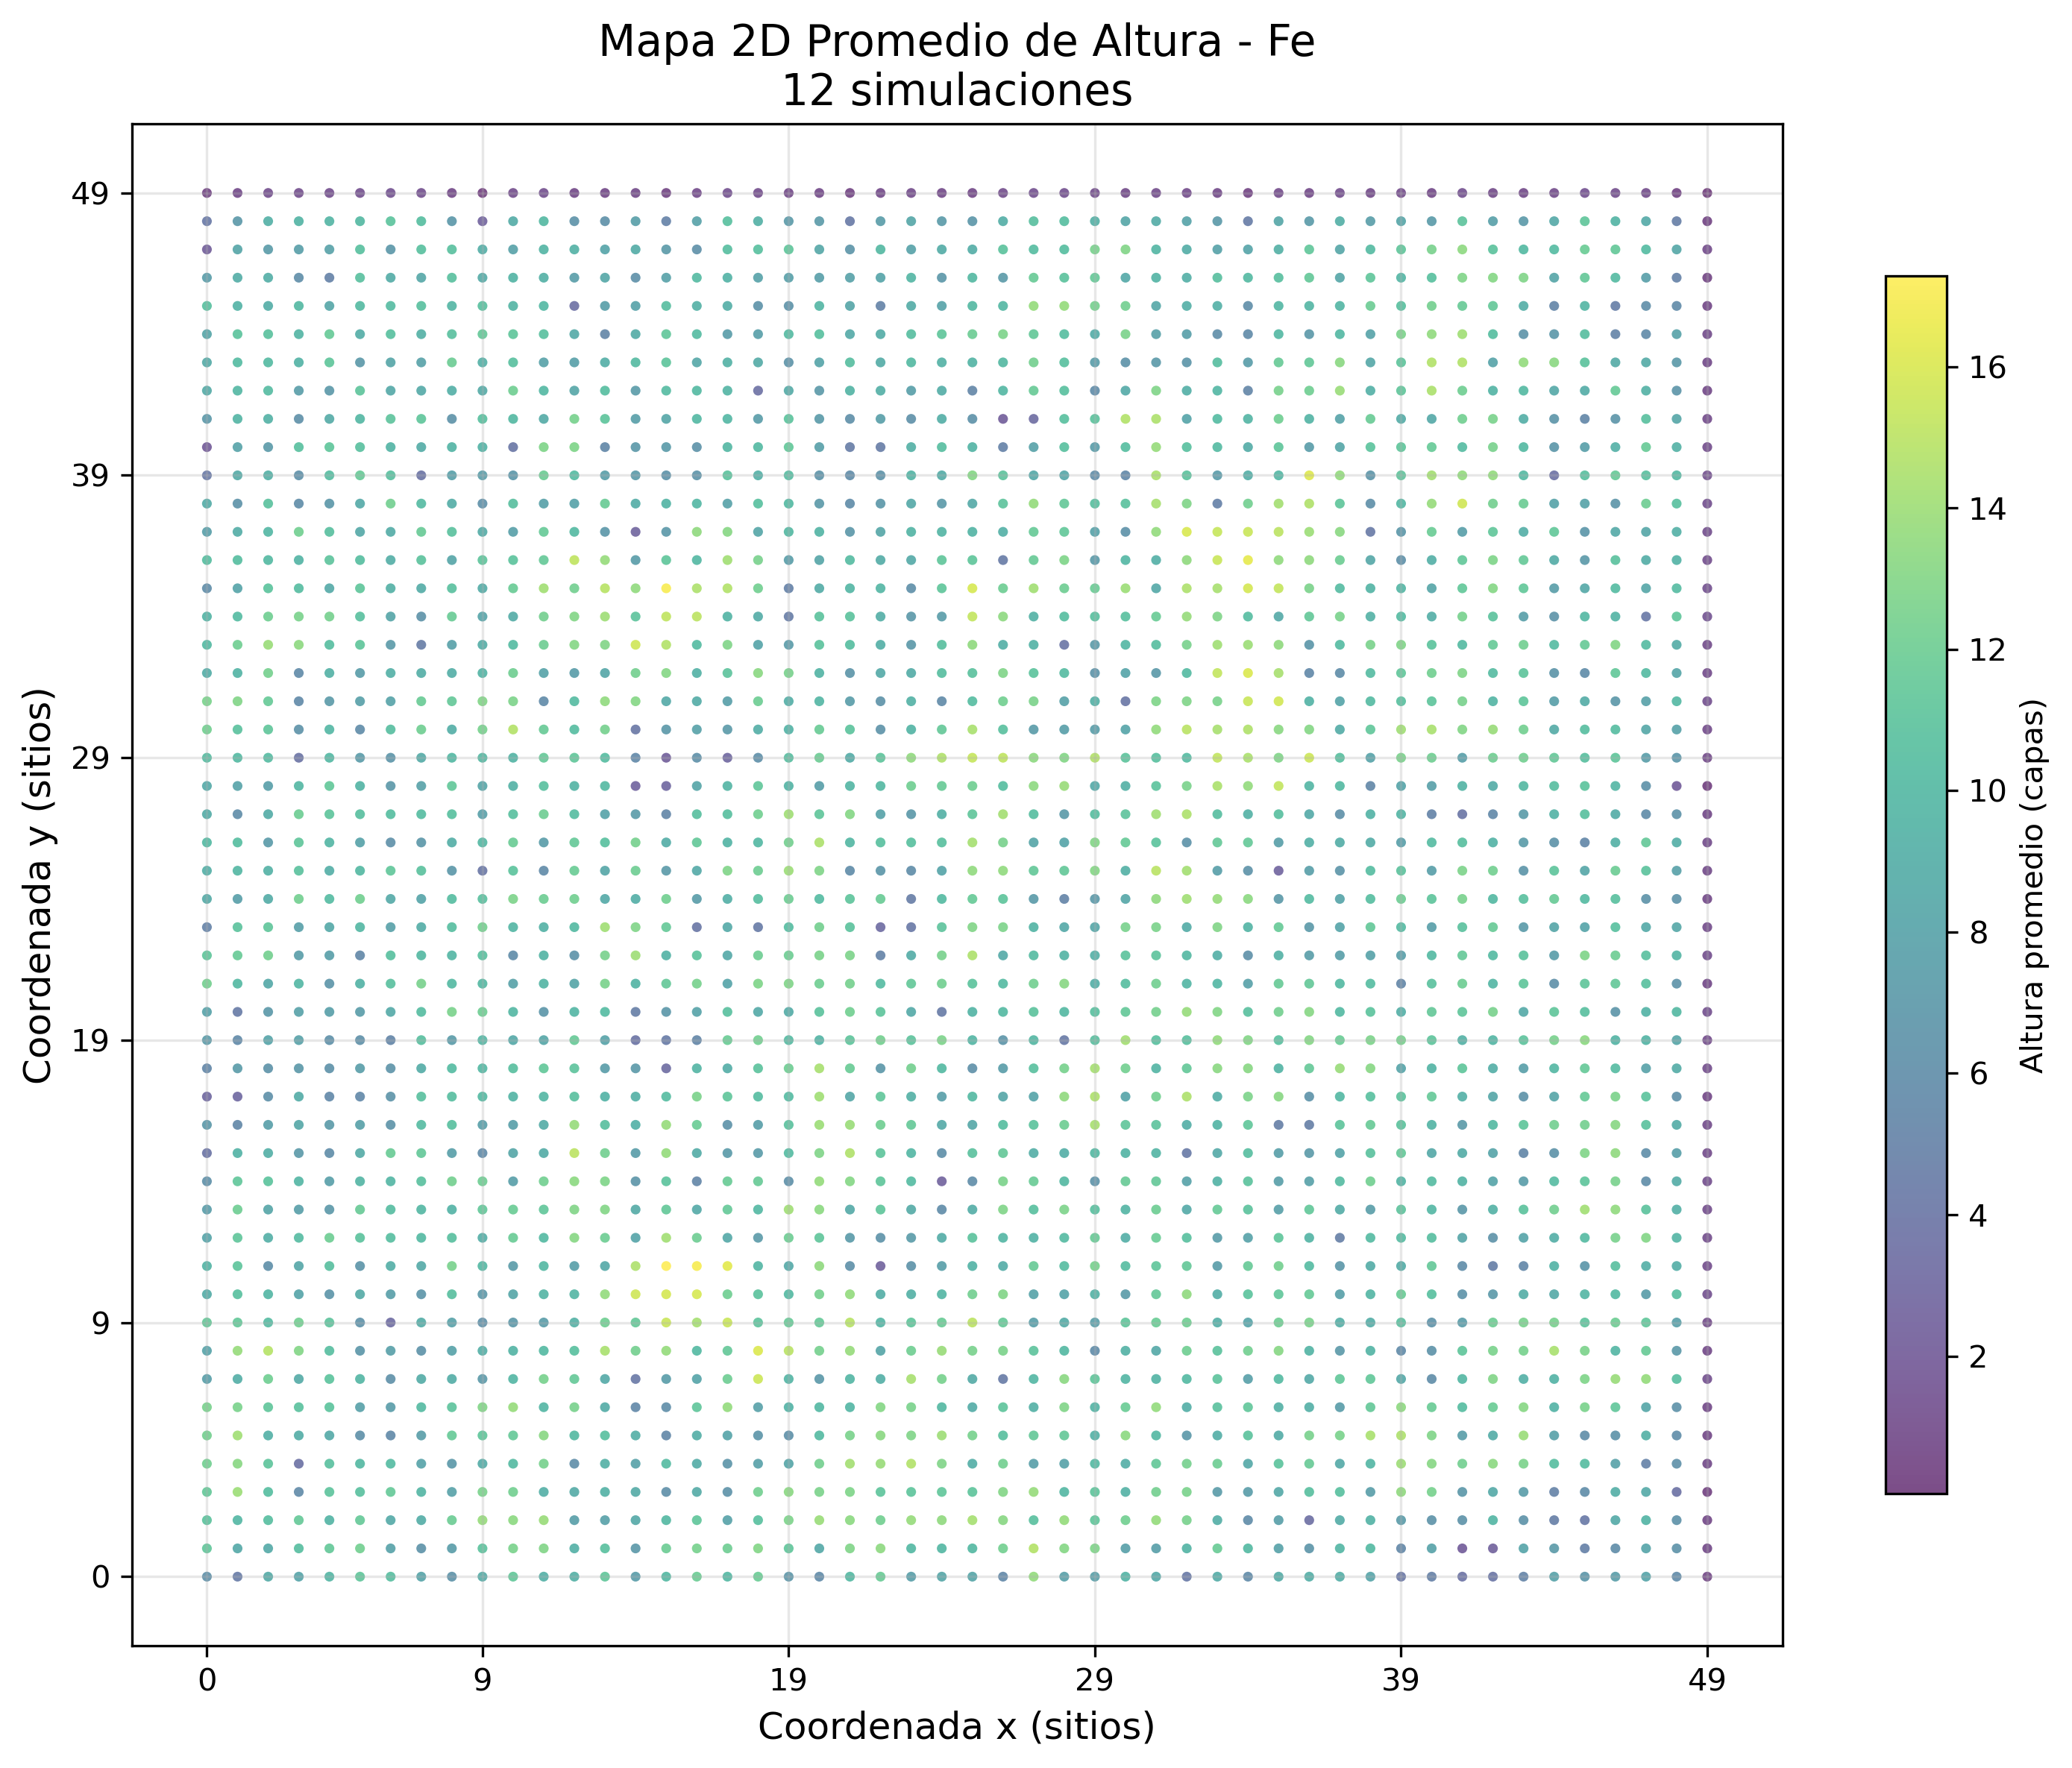 Mapa 2D Promedio de Altura - Fe
12 simulaciones
49
39
29
19
9
0
Coordenada y (sitios)
0 9 19 29 39 49
Coordenada x (sitios)
16
14
12
10
8
6
4
2
Altura promedio (capas)